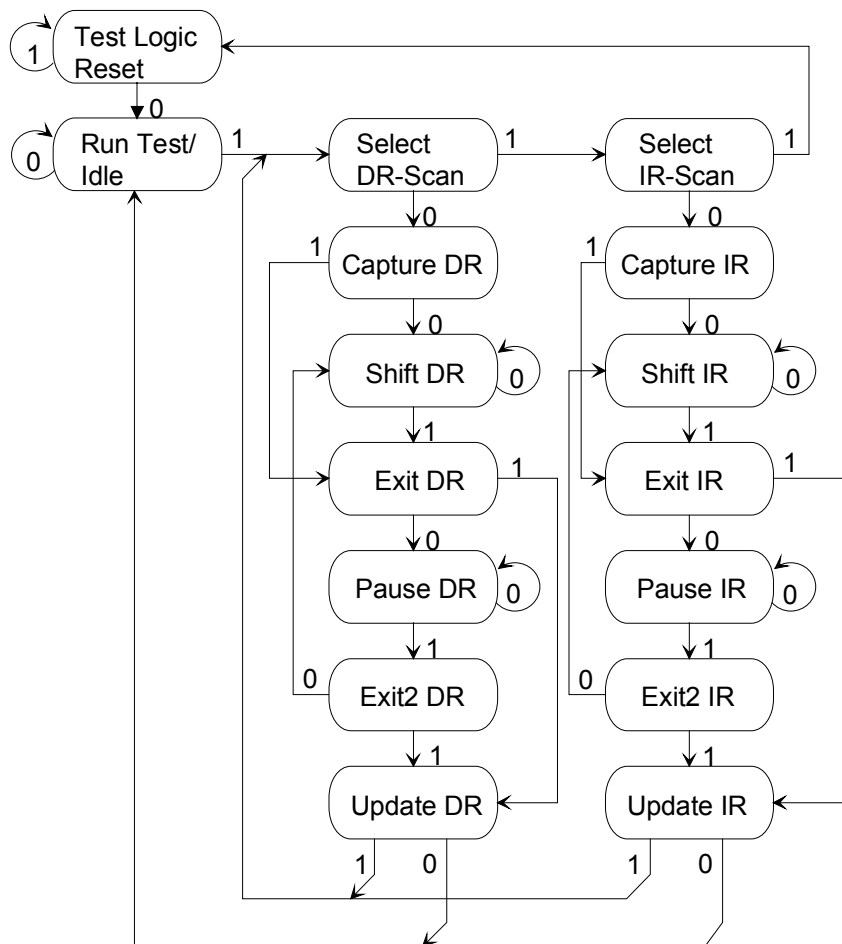 Test Logic
Reset
1
0
Run Test/
Idle
0
1
Select
DR-Scan
1
Select
IR-Scan
1
0
0
1
Capture DR
1
Capture IR
0
0
Shift DR
0
Shift IR
0
1
1
Exit DR
1
Exit IR
1
0
0
Pause DR
0
Pause IR
0
1
1
0
Exit2 DR
0
Exit2 IR
1
1
Update DR
Update IR
1
0
1
0